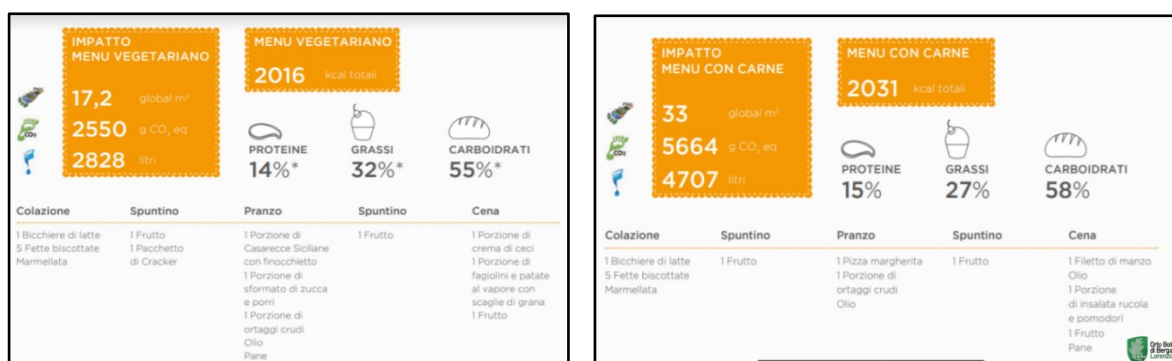 IMPATTO
MENU VEGETARIANO
17,2 global m²
CO₂
2550 g CO₂ eq
2828 litri
MENU VEGETARIANO
2016 kcal totali
PROTEINE
14%*
GRASSI
32%*
CARBOIDRATI
55%*
Colazione
1 Bicchiere di latte
5 Fette biscottate
Marmellata
Spuntino
1 Frutto
1 Pacchetto
di Cracker
Pranzo
1 Porzione di
Casarecce Siciliane
con finocchietto
1 Porzione di
sformato di zucca
e porri
1 Porzione di
ortaggi crudi
Olio
Pane
Spuntino
1 Frutto
Cena
1 Porzione di
crema di ceci
1 Porzione di
fagiolini e patate
al vapore con
scaglie di grana
1 Frutto
IMPATTO
MENU CON CARNE
33 global m²
CO₂
5664 g CO₂ eq
4707 litri
MENU CON CARNE
2031 kcal totali
PROTEINE
15%
GRASSI
27%
CARBOIDRATI
58%
Colazione
1 Bicchiere di latte
5 Fette biscottate
Marmellata
Spuntino
1 Frutto
Pranzo
1 Pizza margherita
1 Porzione di
ortaggi crudi
Olio
Spuntino
1 Frutto
Cena
1 Filetto di manzo
Olio
1 Porzione
di insalata rucola
e pomodori
1 Frutto
Pane
Orto Bot
di Berga
Lorenzo